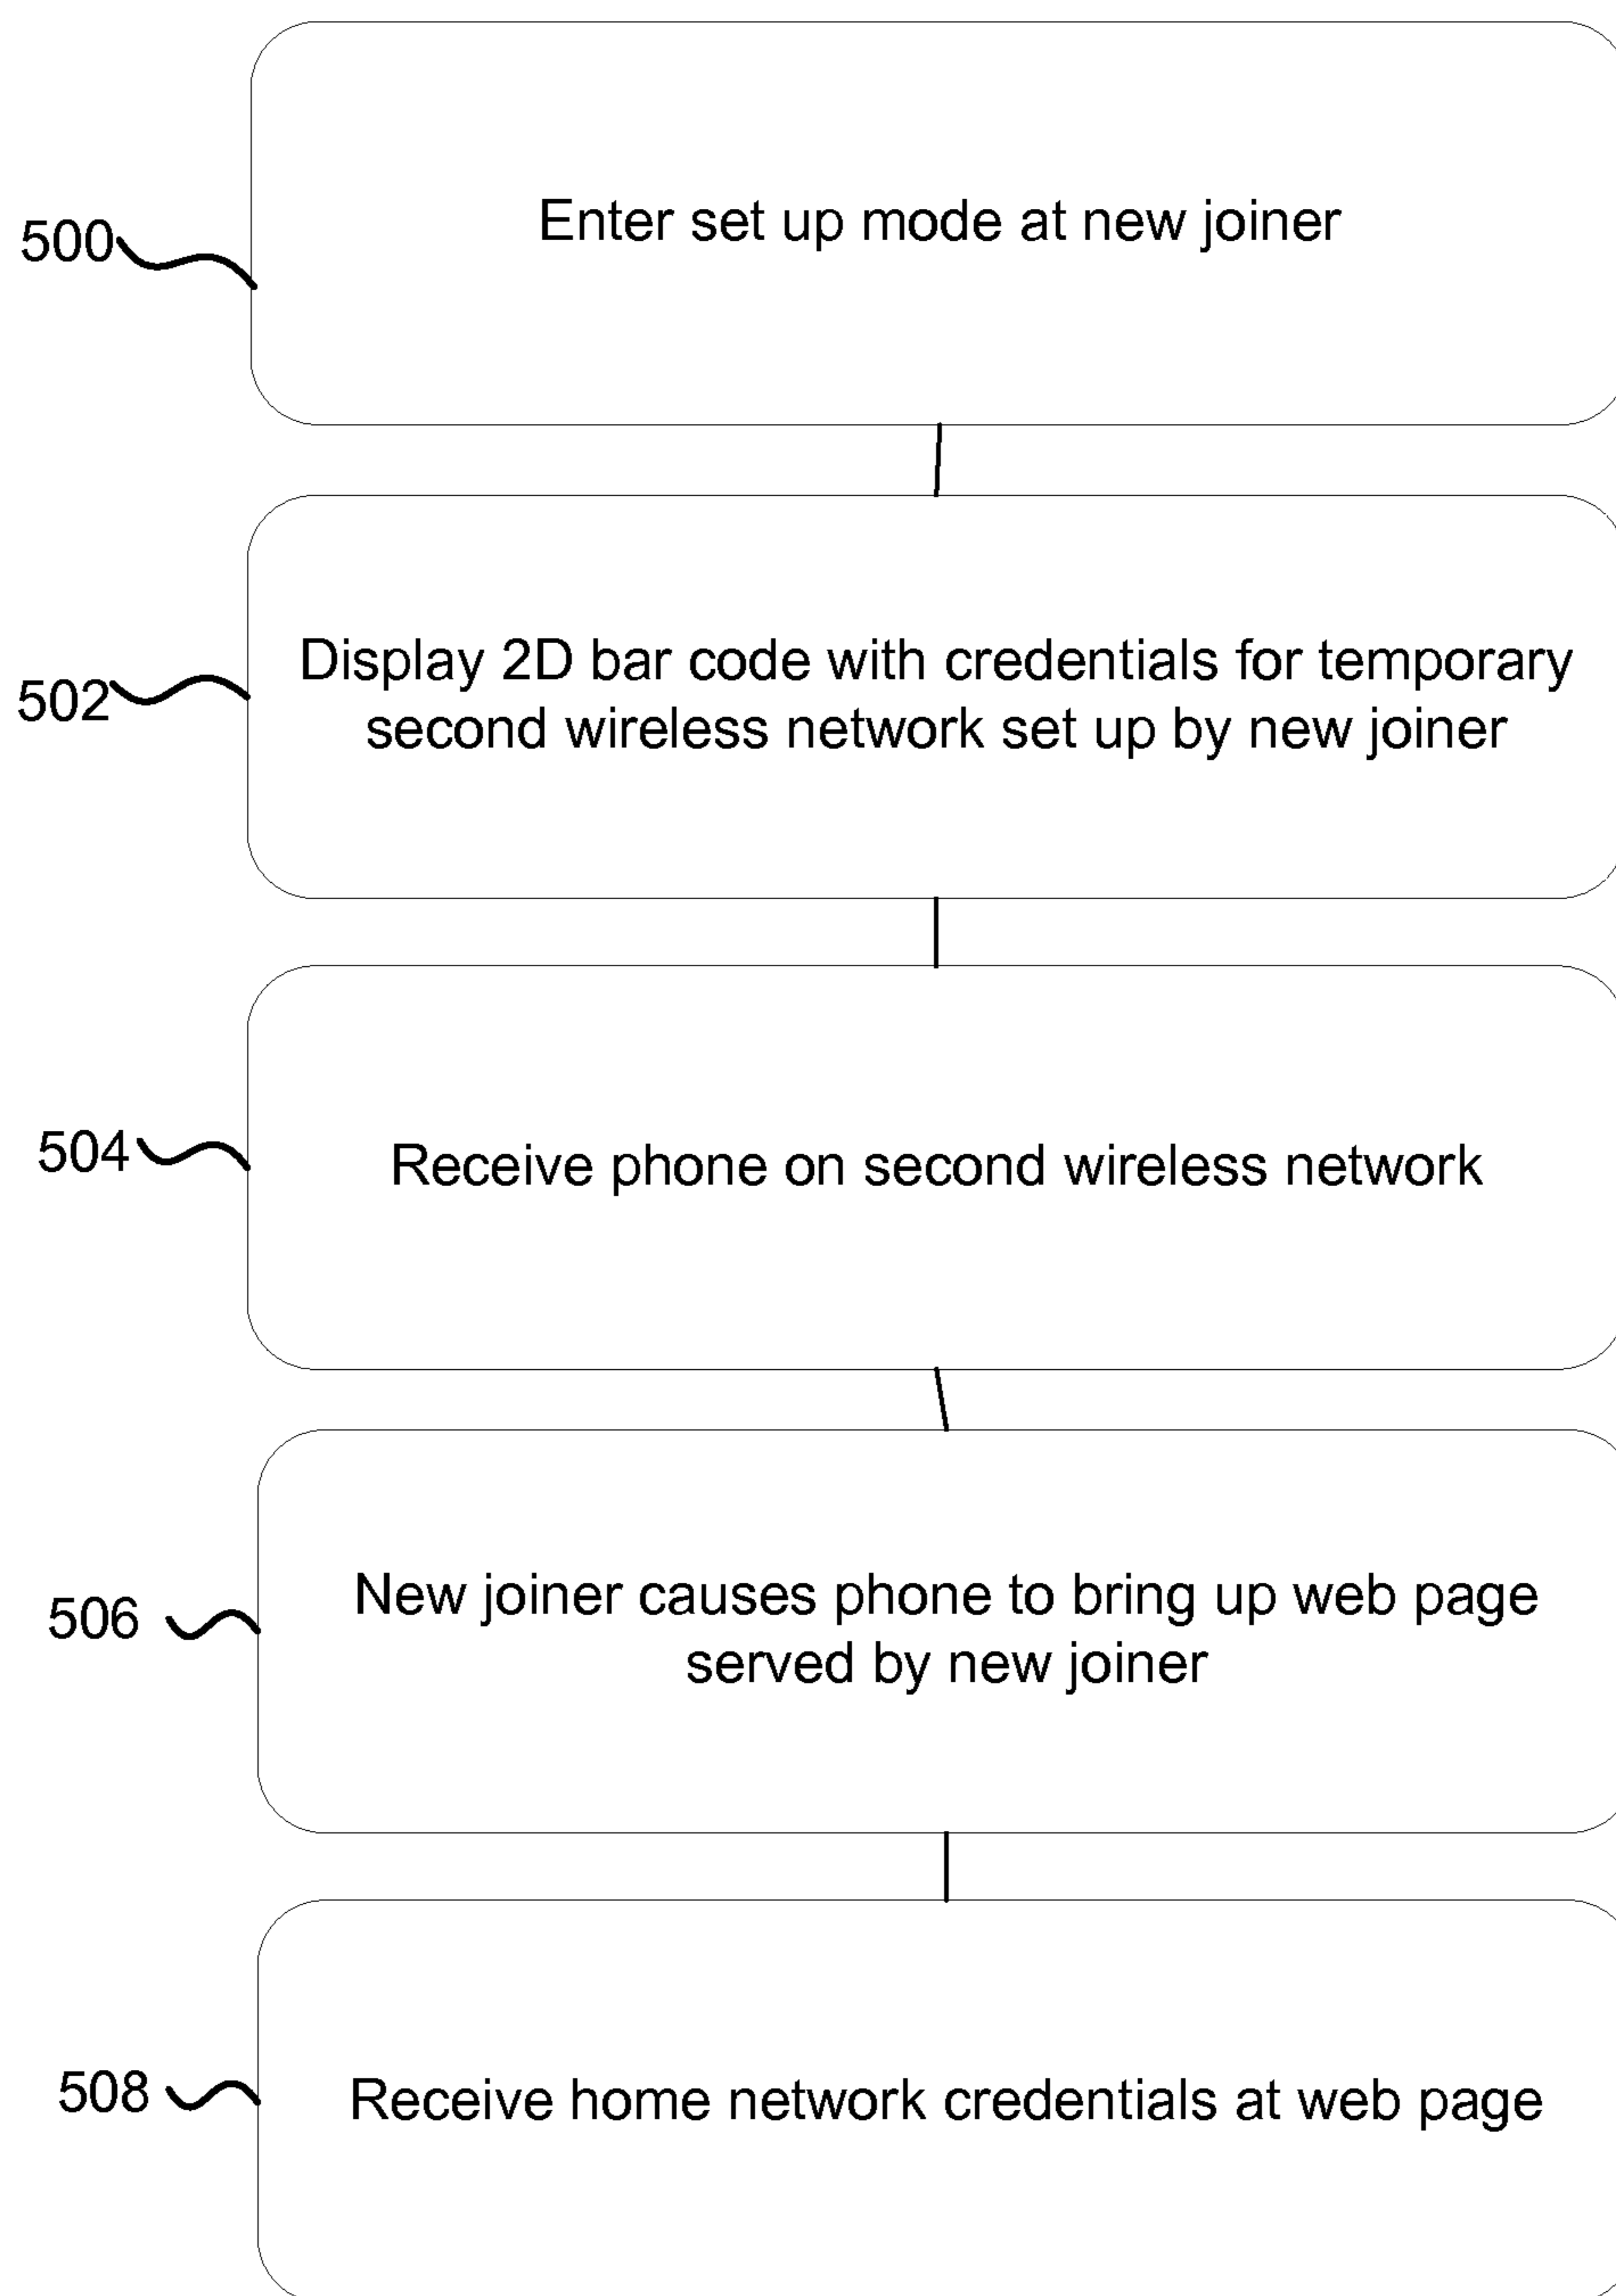 500
Enter set up mode at new joiner
502
Display 2D bar code with credentials for temporary
second wireless network set up by new joiner
504
Receive phone on second wireless network
506
New joiner causes phone to bring up web page
served by new joiner
508
Receive home network credentials at web page